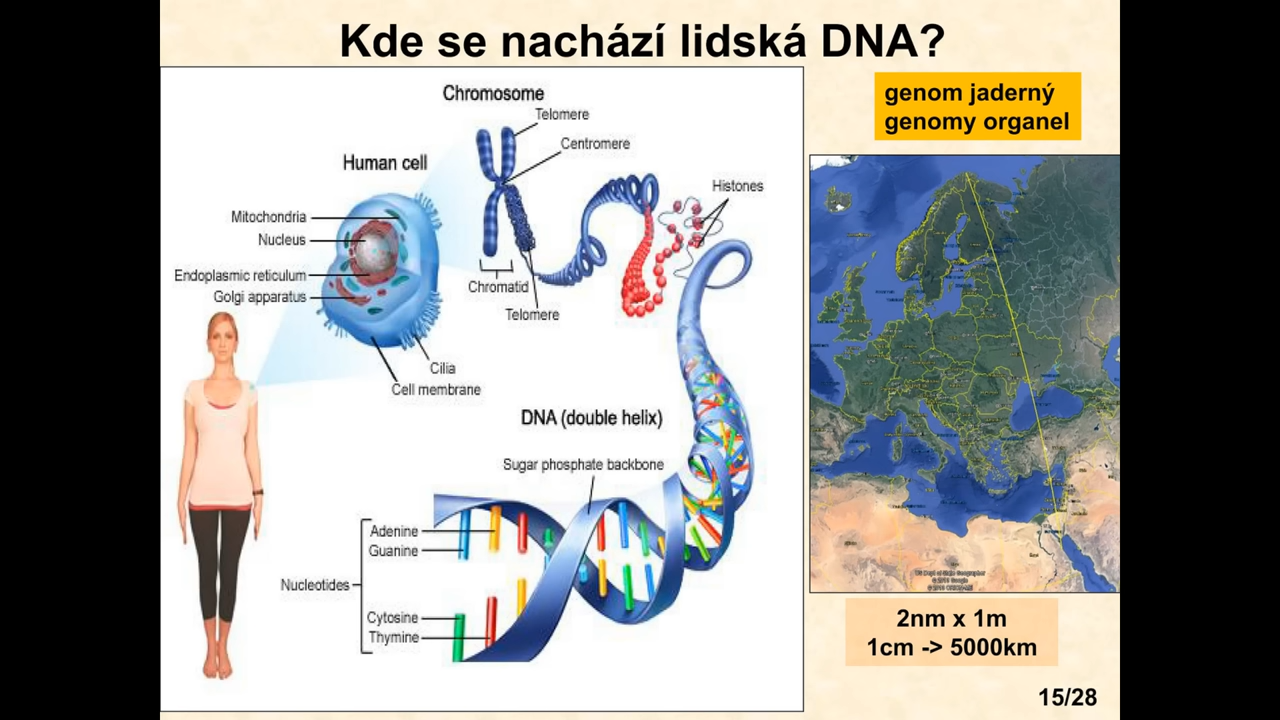 Kde se nachází lidská DNA?
Chromosome
Telomere
Centromere
Human cell
Histones
Mitochondria
Nucleus
Endoplasmic reticulum
Golgi apparatus
Chromatid
Telomere
Cilia
Cell membrane
DNA (double helix)
Sugar phosphate backbone
Adenine
Guanine
Nucleotides
Cytosine
Thymine
genom jaderný
genomy organel
2nm x 1m
1cm -> 5000km
15/28